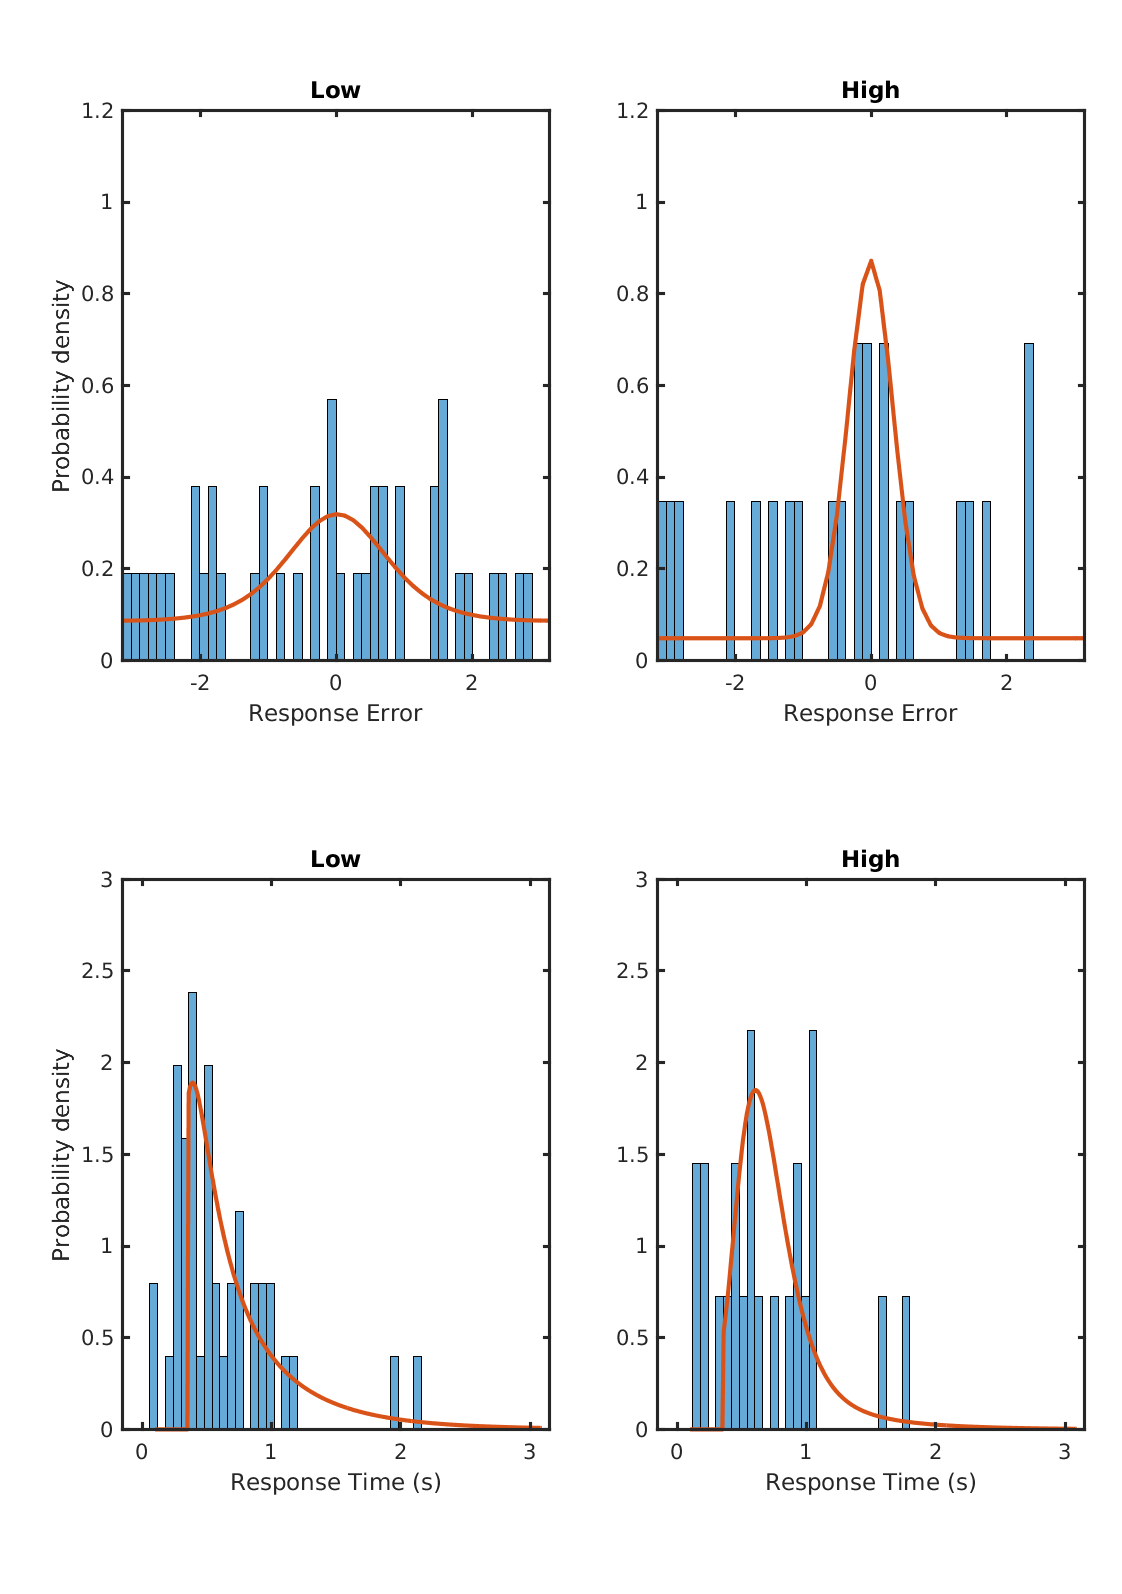 Low High
1.2 1.2
1 1
0.8 0.8
0.6 0.6
0.4 0.4
0.2 0.2
0 0
Probability density
-2 0 2 -2 0 2
Response Error Response Error
Low High
3 3
2.5 2.5
2 2
1.5 1.5
1 1
0.5 0.5
0 0
Probability density
0 1 2 3 0 1 2 3
Response Time (s) Response Time (s)